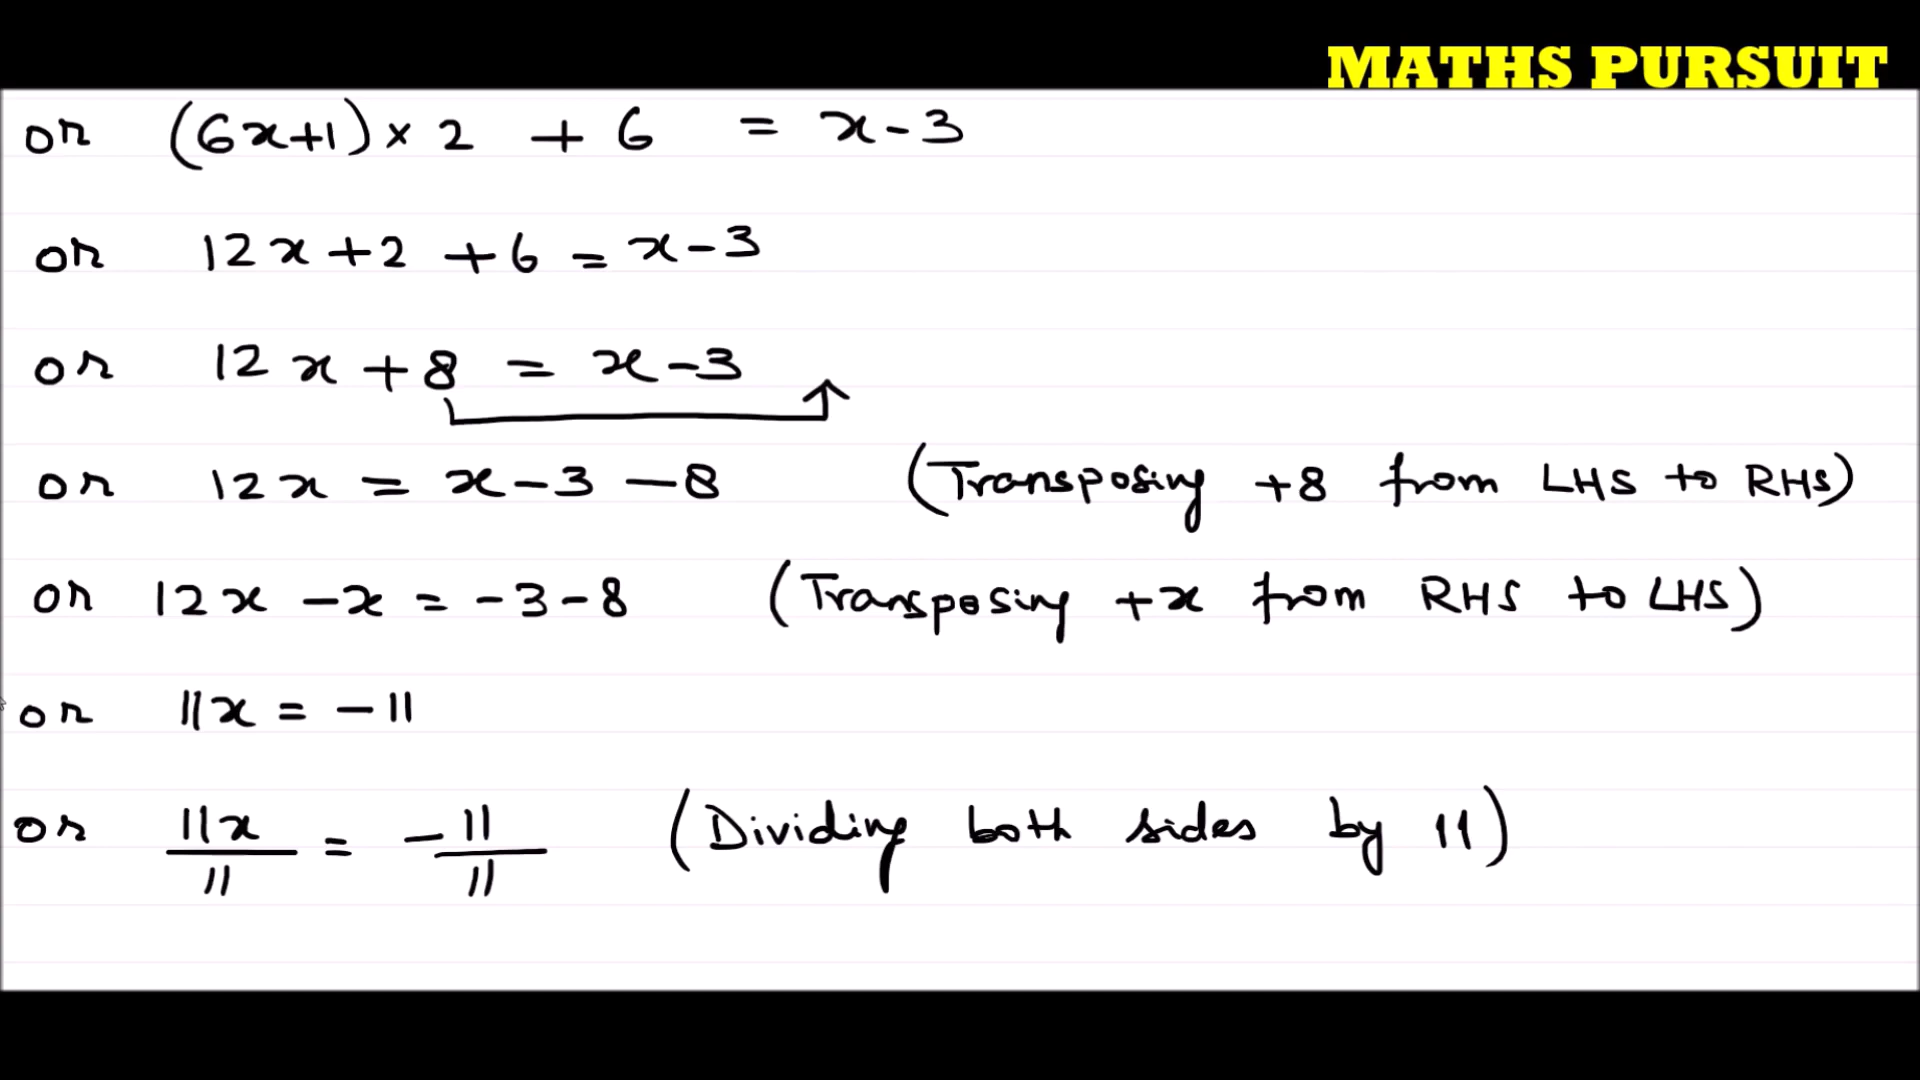 MATHS PURSUIT
or (6x+1)×2 + 6 = x-3
or 12x+2 +6 = x-3
or 12x+8 = x-3
or 12x = x-3-8 (Transposing +8 from LHS to RHS)
or 12x -x = -3-8 (Transposing +x from RHS to LHS)
or 11x = -11
or 11x/11 = -11/11 (Dividing both sides by 11)